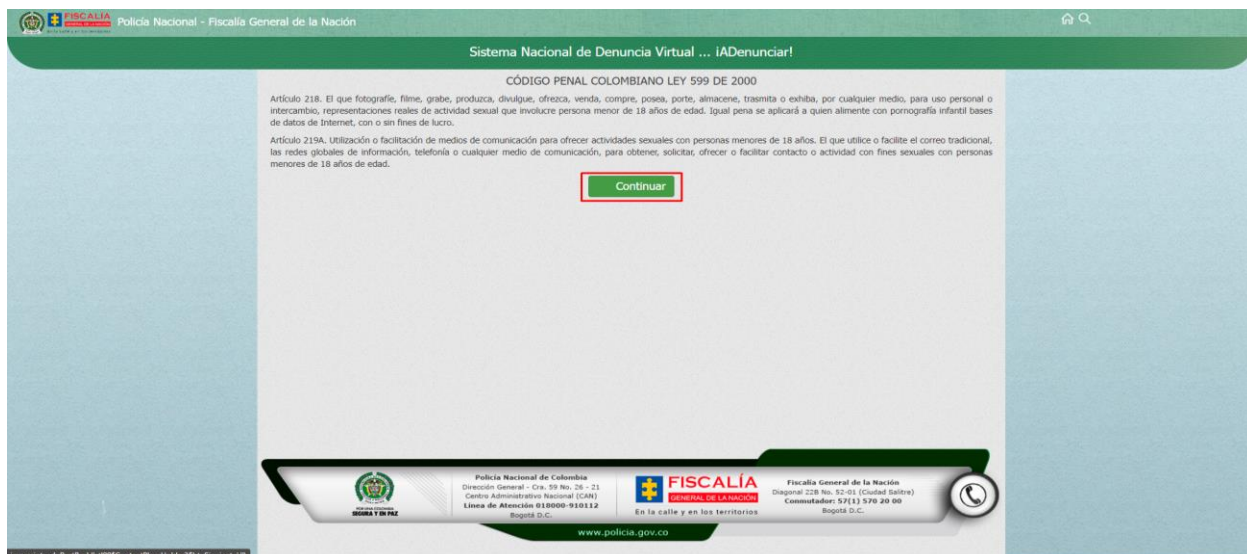 FISCALÍA
Policía Nacional - Fiscalía General de la Nación
Sistema Nacional de Denuncia Virtual ... ¡ADenunciar!
CÓDIGO PENAL COLOMBIANO LEY 599 DE 2000
Artículo 218. El que fotografíe, filme, grabe, produzca, divulgue, ofrezca, venda, compre, posea, porte, almacene, trasmita o exhiba, por cualquier medio, para uso personal o
intercambio, representaciones reales de actividad sexual que involucre persona menor de 18 años de edad. Igual pena se aplicará a quien alimente con pornografía infantil bases
de datos de Internet, con o sin fines de lucro.
Artículo 219A. Utilización o facilitación de medios de comunicación para ofrecer actividades sexuales con personas menores de 18 años. El que utilice o facilite el correo tradicional,
las redes globales de información, telefonía o cualquier medio de comunicación, para obtener, solicitar, ofrecer o facilitar contacto o actividad con fines sexuales con personas
menores de 18 años de edad.
Continuar
SEGURA Y EN PAZ
Policía Nacional de Colombia
Dirección General - Cra. 59 No. 26 - 21
Centro Administrativo Nacional (CAN)
Línea de Atención 018000-910112
Bogotá D.C.
FISCALÍA
GENERAL DE LA NACIÓN
En la calle y en los territorios
Fiscalía General de la Nación
Diagonal 22B No. 52-01 (Ciudad Salitre)
Conmutador: 57(1) 570 20 00
Bogotá D.C.
www.policia.gov.co